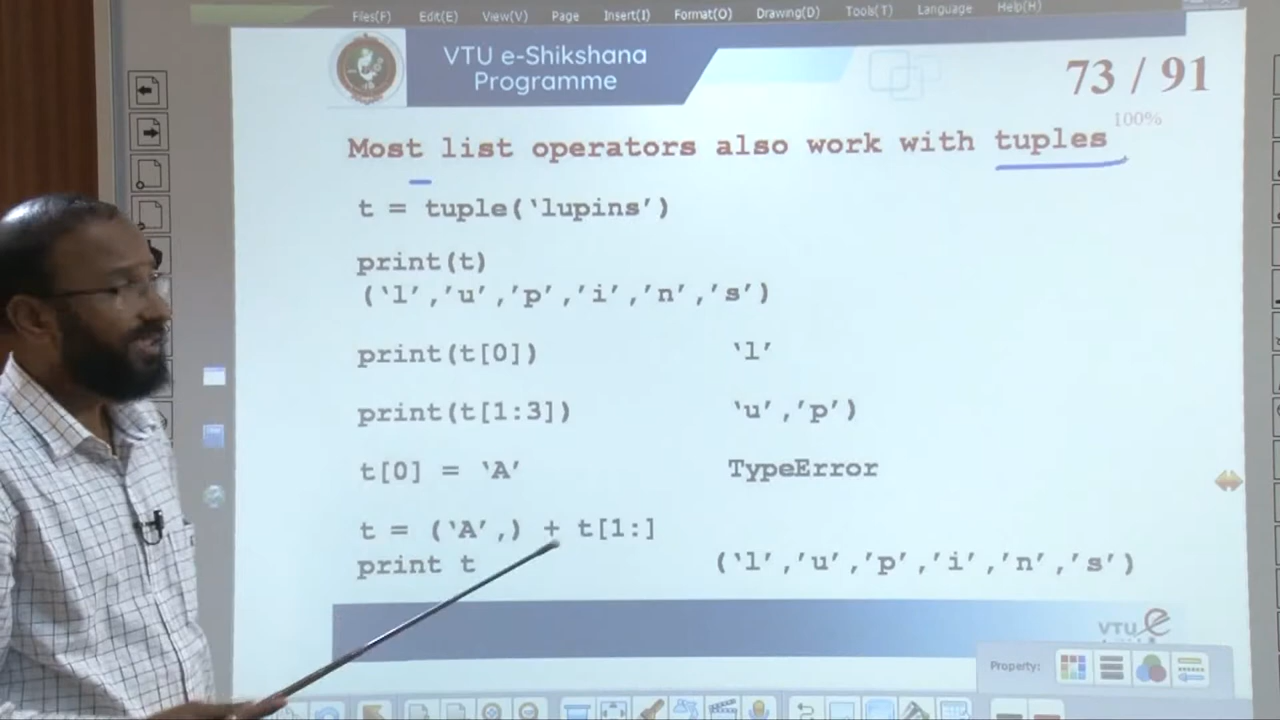 Files(F) Edit(E) View(V) Page Insert(I) Format(O) Drawing(D) Tools(T) Language Help(H)
VTU e-Shikshana
Programme
73 / 91
100%
Most list operators also work with tuples
t = tuple(‘lupins’)
print(t)
(‘l’,’u’,’p’,’i’,’n’,’s’)
print(t[0]) ‘l’
print(t[1:3]) ‘u’,’p’)
t[0] = ‘A’ TypeError
t = (‘A’,) + t[1:]
print t (‘l’,’u’,’p’,’i’,’n’,’s’)
VTU e
Property: